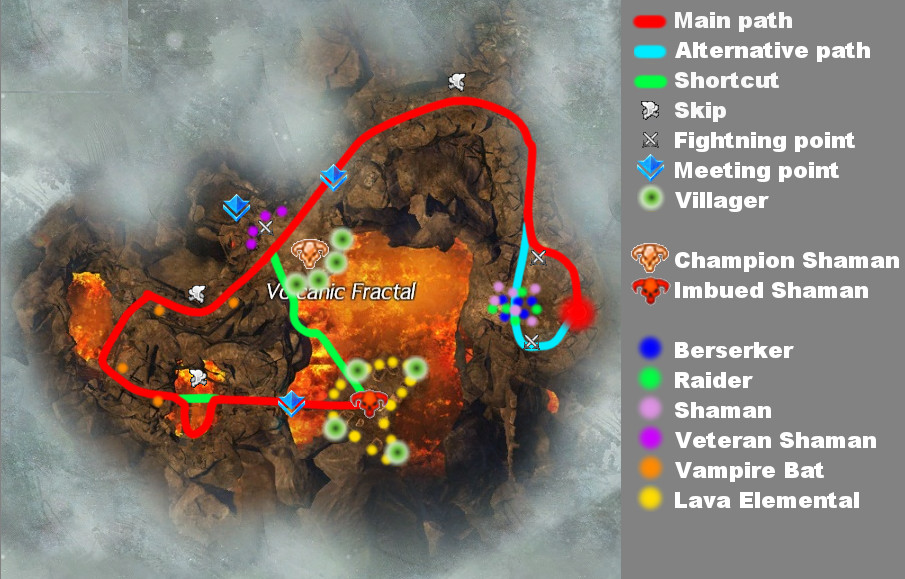 Volcanic Fractal
Main path
Alternative path
Shortcut
Skip
Fightning point
Meeting point
Villager
Champion Shaman
Imbued Shaman
Berserker
Raider
Shaman
Veteran Shaman
Vampire Bat
Lava Elemental